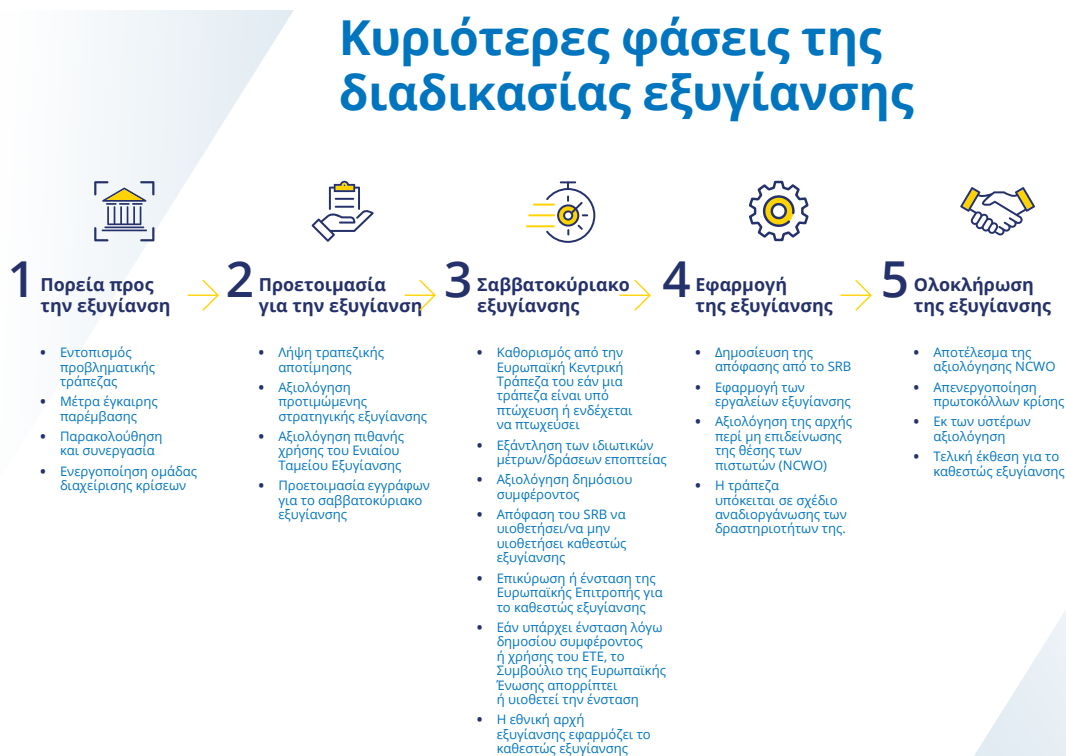 Κυριότερες φάσεις της
διαδικασίας εξυγίανσης
1 Πορεία προς
την εξυγίανση
• Εντοπισμός
προβληματικής
τράπεζας
• Μέτρα έγκαιρης
παρέμβασης
• Παρακολούθηση
και συνεργασία
• Ενεργοποίηση ομάδας
διαχείρισης κρίσεων
2 Προετοιμασία
για την εξυγίανση
• Λήψη τραπεζικής
αποτίμησης
• Αξιολόγηση
προτιμώμενης
στρατηγικής εξυγίανσης
• Αξιολόγηση πιθανής
χρήσης του Ενιαίου
Ταμείου Εξυγίανσης
• Προετοιμασία εγγράφων
για το σαββατοκύριακο
εξυγίανσης
3 Σαββατοκύριακο
εξυγίανσης
• Καθορισμός από την
Ευρωπαϊκή Κεντρική
Τράπεζα του εάν μια
τράπεζα είναι υπό
πτώχευση ή ενδέχεται
να πτωχεύσει
• Εξάντληση των ιδιωτικών
μέτρων/δράσεων εποπτείας
• Αξιολόγηση δημόσιου
συμφέροντος
• Απόφαση του SRB να
υιοθετήσει/να μην
υιοθετήσει καθεστώς
εξυγίανσης
• Επικύρωση ή ένσταση της
Ευρωπαϊκής Επιτροπής για
το καθεστώς εξυγίανσης
• Εάν υπάρχει ένσταση λόγω
δημοσίου συμφέροντος
ή χρήσης του ΕΤΕ, το
Συμβούλιο της Ευρωπαϊκής
Ένωσης απορρίπτει
ή υιοθετεί την ένσταση
• Η εθνική αρχή
εξυγίανσης εφαρμόζει το
καθεστώς εξυγίανσης
4 Εφαρμογή
της εξυγίανσης
• Δημοσίευση της
απόφασης από το SRB
• Εφαρμογή των
εργαλείων εξυγίανσης
• Αξιολόγηση της αρχής
περί μη επιδείνωσης
της θέσης των
πιστωτών (NCWO)
• Η τράπεζα
υπόκειται σε σχέδιο
αναδιοργάνωσης των
δραστηριοτήτων της.
5 Ολοκλήρωση
της εξυγίανσης
• Αποτέλεσμα της
αξιολόγησης NCWO
• Απενεργοποίηση
πρωτοκόλλων κρίσης
• Εκ των υστέρων
αξιολόγηση
• Τελική έκθεση για το
καθεστώς εξυγίανσης